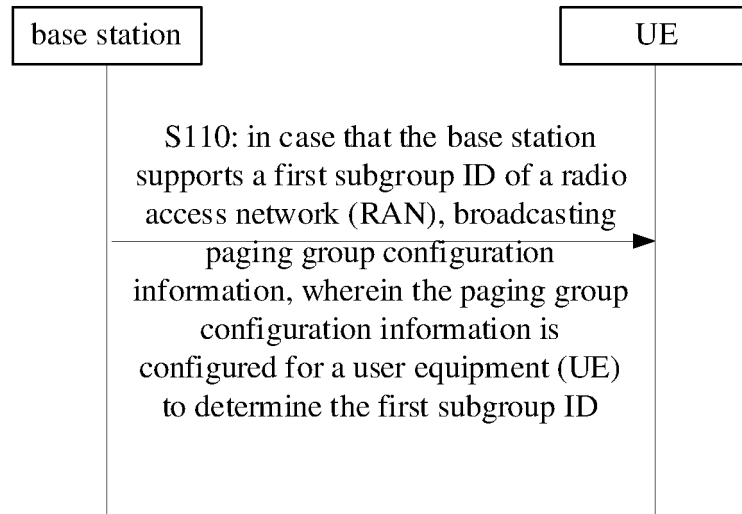 base station
UE
S110: in case that the base station
supports a first subgroup ID of a radio
access network (RAN), broadcasting
paging group configuration
information, wherein the paging group
configuration information is
configured for a user equipment (UE)
to determine the first subgroup ID